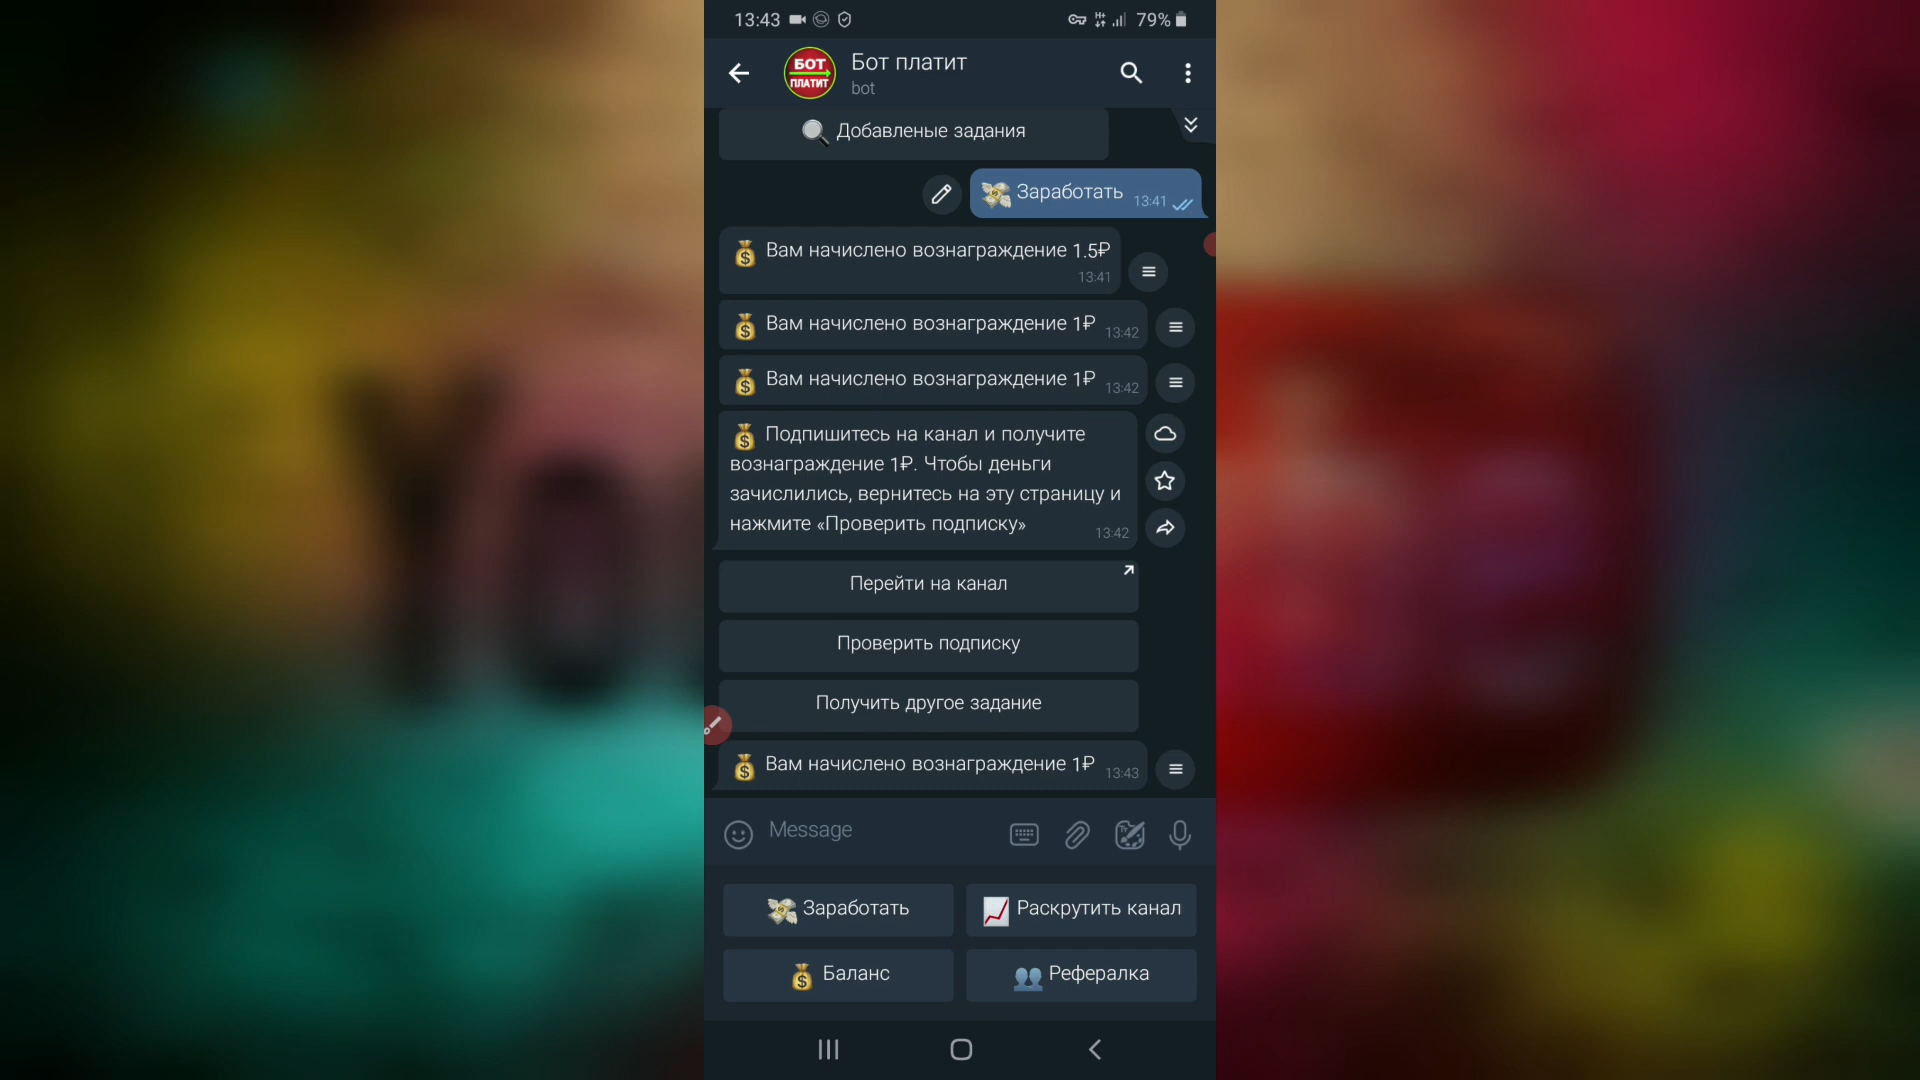 13:43
79%
БОТ
ПЛАТИТ
Бот платит
bot
Добавленые задания
Заработать 13:41
Вам начислено вознаграждение 1.5₽
13:41
Вам начислено вознаграждение 1₽ 13:42
Вам начислено вознаграждение 1₽ 13:42
Подпишитесь на канал и получите
вознаграждение 1₽. Чтобы деньги
зачислились, вернитесь на эту страницу и
нажмите «Проверить подписку» 13:42
Перейти на канал
Проверить подписку
Получить другое задание
Вам начислено вознаграждение 1₽ 13:43
Message
Заработать
Раскрутить канал
Баланс
Рефералка